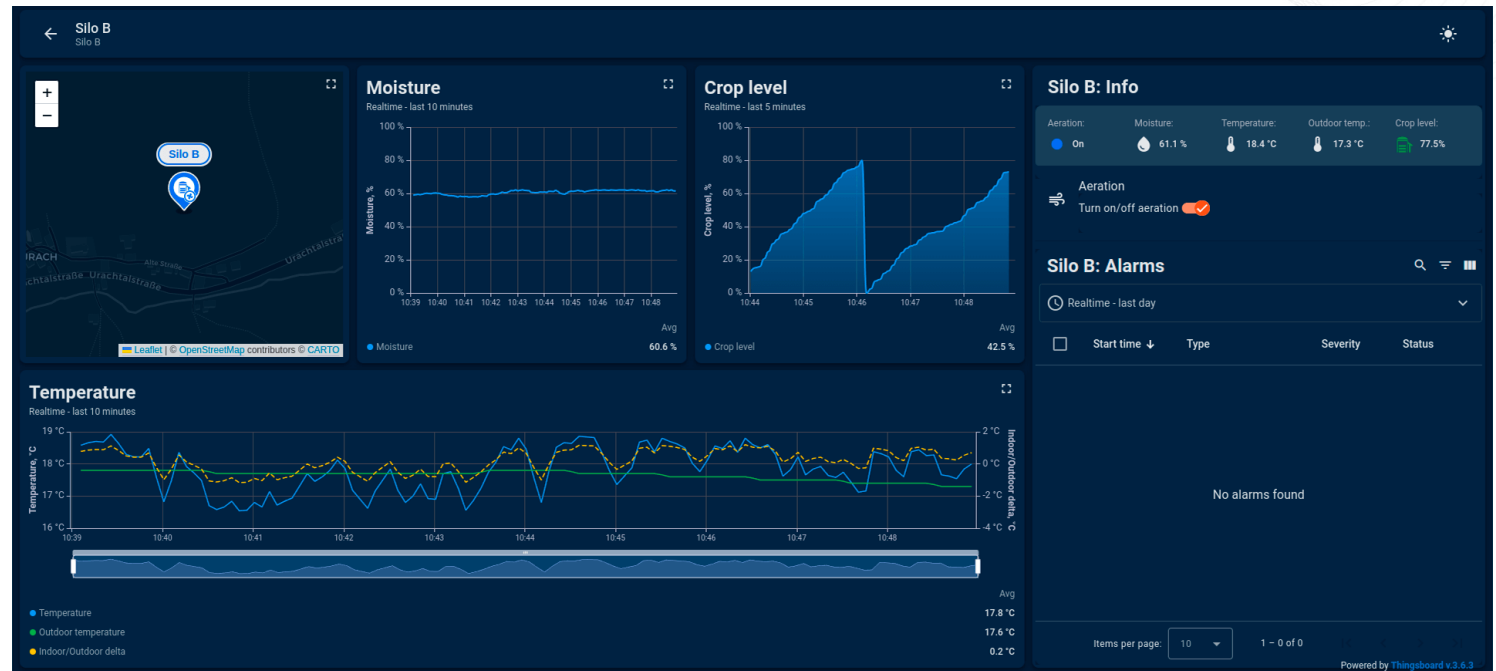 Silo B
Silo B
+
−
Silo B
URACH
Alte Straße
Urachtalstra
chtalstraße Urachtalstraße
Leaflet | © OpenStreetMap contributors © CARTO
Moisture
Realtime - last 10 minutes
100 %
80 %
60 %
40 %
20 %
0 %
Moisture, %
10:39 10:40 10:41 10:42 10:43 10:44 10:45 10:46 10:47 10:48
Avg
Moisture 60.6 %
Crop level
Realtime - last 5 minutes
100 %
80 %
60 %
40 %
20 %
0 %
Crop level, %
10:44 10:45 10:46 10:47 10:48
Avg
Crop level 42.5 %
Silo B: Info
Aeration: Moisture: Temperature: Outdoor temp.: Crop level:
On 61.1 % 18.4 °C 17.3 °C 77.5%
Aeration
Turn on/off aeration
Silo B: Alarms
Realtime - last day
Start time Type Severity Status
No alarms found
Items per page: 10 1 – 0 of 0
Powered by Thingsboard v.3.6.3
Temperature
Realtime - last 10 minutes
19 °C
18 °C
17 °C
16 °C
Temperature, °C
2 °C
0 °C
-2 °C
-4 °C
Indoor/Outdoor delta, °C
10:39 10:40 10:41 10:42 10:43 10:44 10:45 10:46 10:47 10:48
Avg
Temperature 17.8 °C
Outdoor temperature 17.6 °C
Indoor/Outdoor delta 0.2 °C